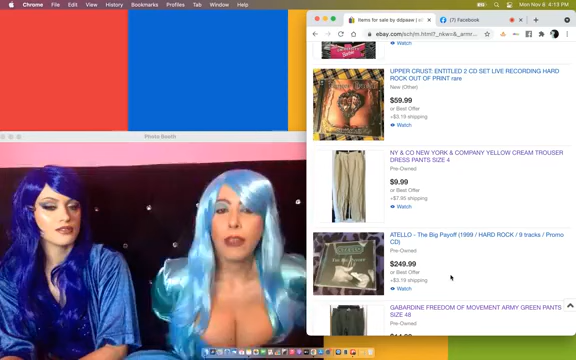 Chrome File Edit View History Bookmarks Profiles Tab Window Help
Mon Nov 6 4:13 PM
Items for sale by ddpaaw
(7) Facebook
ebay.com/sch/m.html?_nkw=&_armr...
Watch
UPPER CRUST: ENTITLED 2 CD SET LIVE RECORDING HARD
ROCK OUT OF PRINT rare
New (Other)
$59.99
or Best Offer
+$3.19 shipping
Watch
Photo Booth
NY & CO NEW YORK & COMPANY YELLOW CREAM TROUSER
DRESS PANTS SIZE 4
Pre-Owned
$9.99
or Best Offer
+$7.95 shipping
Watch
ATELLO - The Big Payoff (1999 / HARD ROCK / 9 tracks / Promo
CD)
Pre-Owned
$249.99
or Best Offer
+$3.19 shipping
Watch
GABARDINE FREEDOM OF MOVEMENT ARMY GREEN PANTS
SIZE 48
Pre-Owned